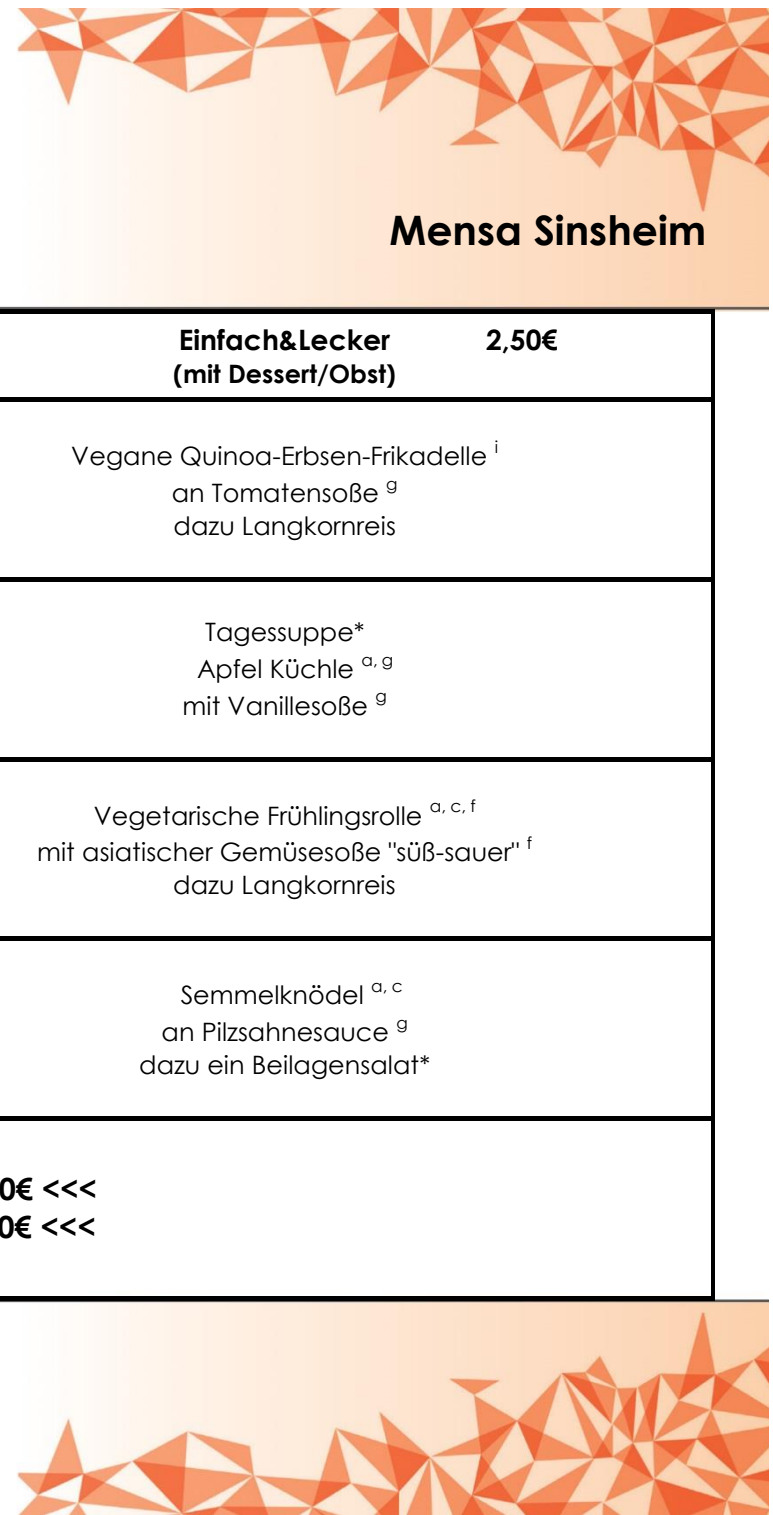 Mensa Sinsheim
Einfach&Lecker 2,50€
(mit Dessert/Obst)
Vegane Quinoa-Erbsen-Frikadelle i
an Tomatensoße g
dazu Langkornreis
Tagessuppe*
Apfel Küchle a, g
mit Vanillesoße g
Vegetarische Frühlingsrolle a, c, f
mit asiatischer Gemüsesoße "süß-sauer" f
dazu Langkornreis
Semmelknödel a, c
an Pilzsahnesauce g
dazu ein Beilagensalat*
0€ <<<
0€ <<<